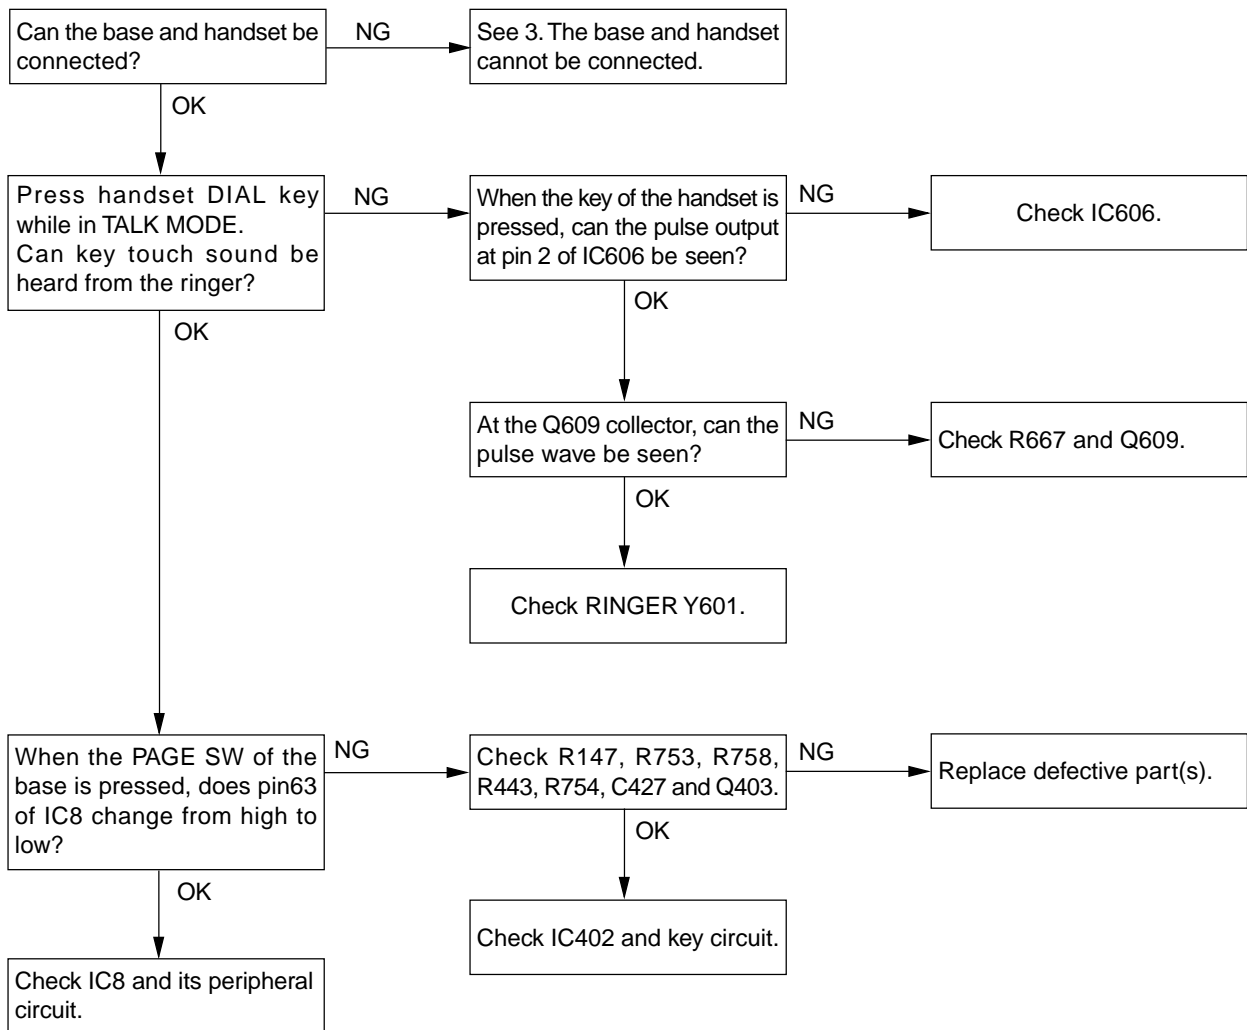 Can the base and handset be
connected?
NG
See 3. The base and handset
cannot be connected.
OK
Press handset DIAL key
while in TALK MODE.
Can key touch sound be
heard from the ringer?
NG
When the key of the handset is
pressed, can the pulse output
at pin 2 of IC606 be seen?
NG
Check IC606.
OK
OK
At the Q609 collector, can the
pulse wave be seen?
NG
Check R667 and Q609.
OK
Check RINGER Y601.
When the PAGE SW of the
base is pressed, does pin63
of IC8 change from high to
low?
NG
Check R147, R753, R758,
R443, R754, C427 and Q403.
NG
Replace defective part(s).
OK
OK
Check IC402 and key circuit.
Check IC8 and its peripheral
circuit.